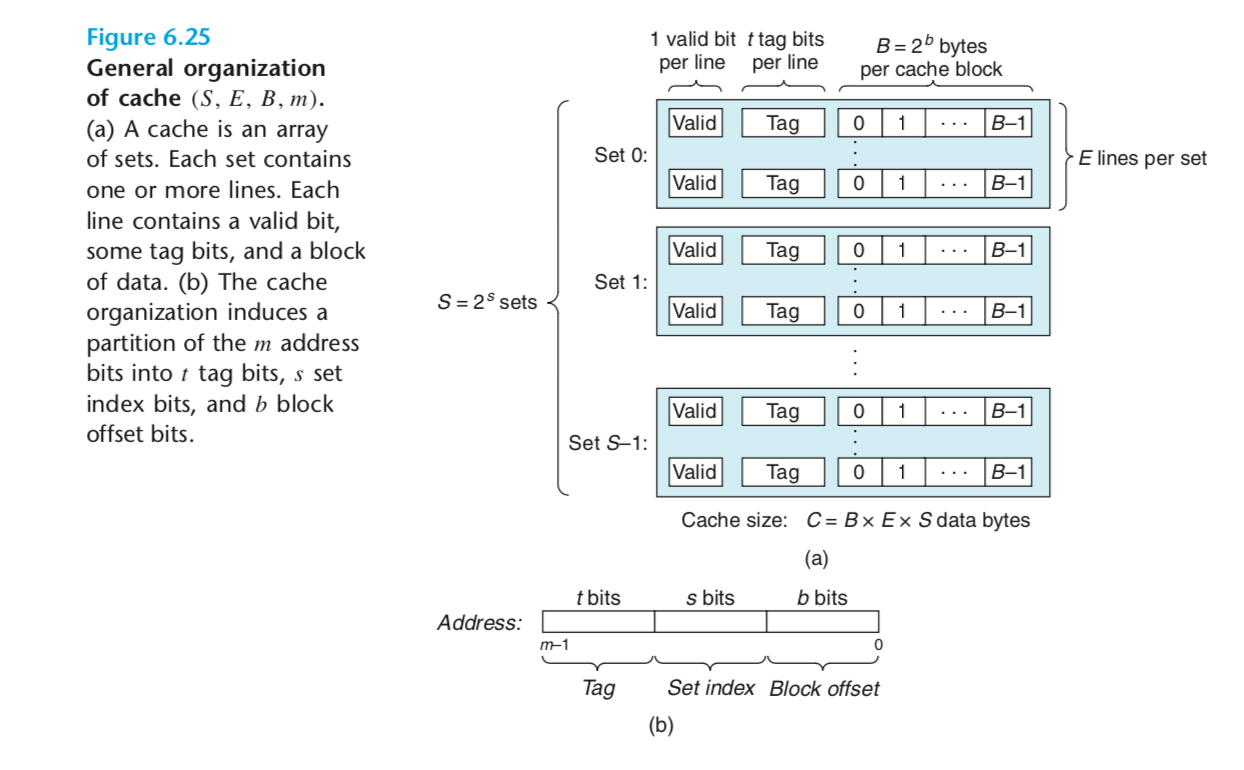 Figure 6.25
General organization
of cache (S, E, B, m).
(a) A cache is an array
of sets. Each set contains
one or more lines. Each
line contains a valid bit,
some tag bits, and a block
of data. (b) The cache
organization induces a
partition of the m address
bits into t tag bits, s set
index bits, and b block
offset bits.
1 valid bit per line
t tag bits per line
B = 2^b bytes
per cache block
Set 0:
Valid Tag 0 1 · · · B–1
Valid Tag 0 1 · · · B–1
E lines per set
Set 1:
Valid Tag 0 1 · · · B–1
Valid Tag 0 1 · · · B–1
S = 2^s sets
Set S–1:
Valid Tag 0 1 · · · B–1
Valid Tag 0 1 · · · B–1
Cache size: C = B × E × S data bytes
(a)
t bits s bits b bits
Address:
m–1 0
Tag Set index Block offset
(b)